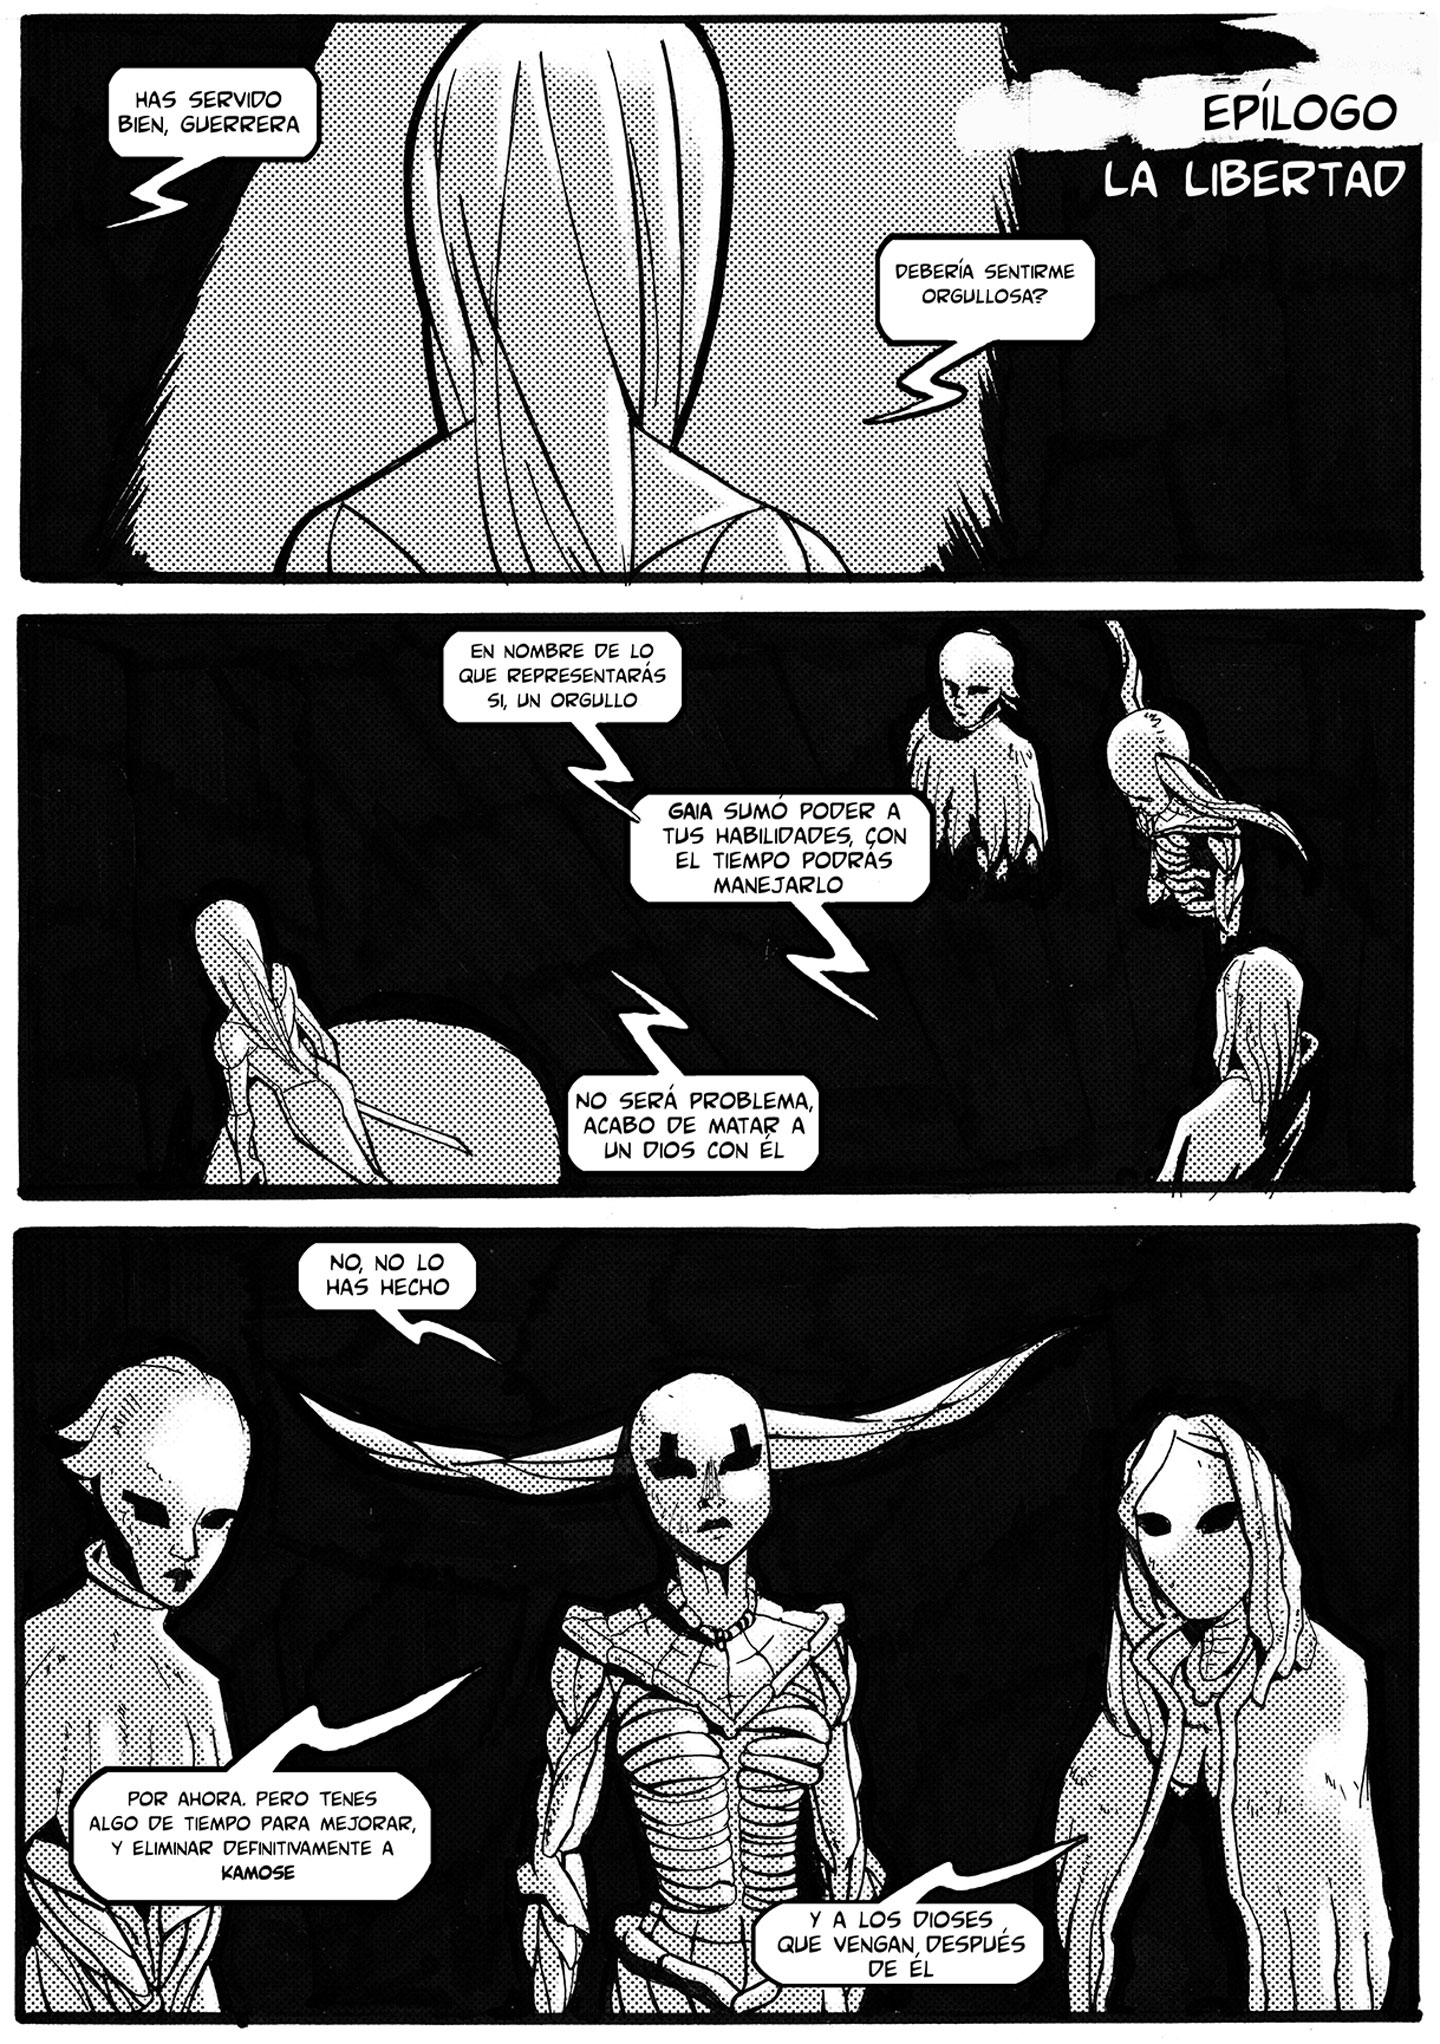 EPÍLOGO
LA LIBERTAD
HAS SERVIDO
BIEN, GUERRERA
DEBERÍA SENTIRME
ORGULLOSA?
EN NOMBRE DE LO
QUE REPRESENTARÁS
SI, UN ORGULLO
GAIA SUMÓ PODER A
TUS HABILIDADES, CON
EL TIEMPO PODRÁS
MANEJARLO
NO SERÁ PROBLEMA,
ACABO DE MATAR A
UN DIOS CON ÉL
NO, NO LO
HAS HECHO
POR AHORA. PERO TENES
ALGO DE TIEMPO PARA MEJORAR,
Y ELIMINAR DEFINITIVAMENTE A
KAMOSE
Y A LOS DIOSES
QUE VENGAN, DESPUÉS
DE ÉL